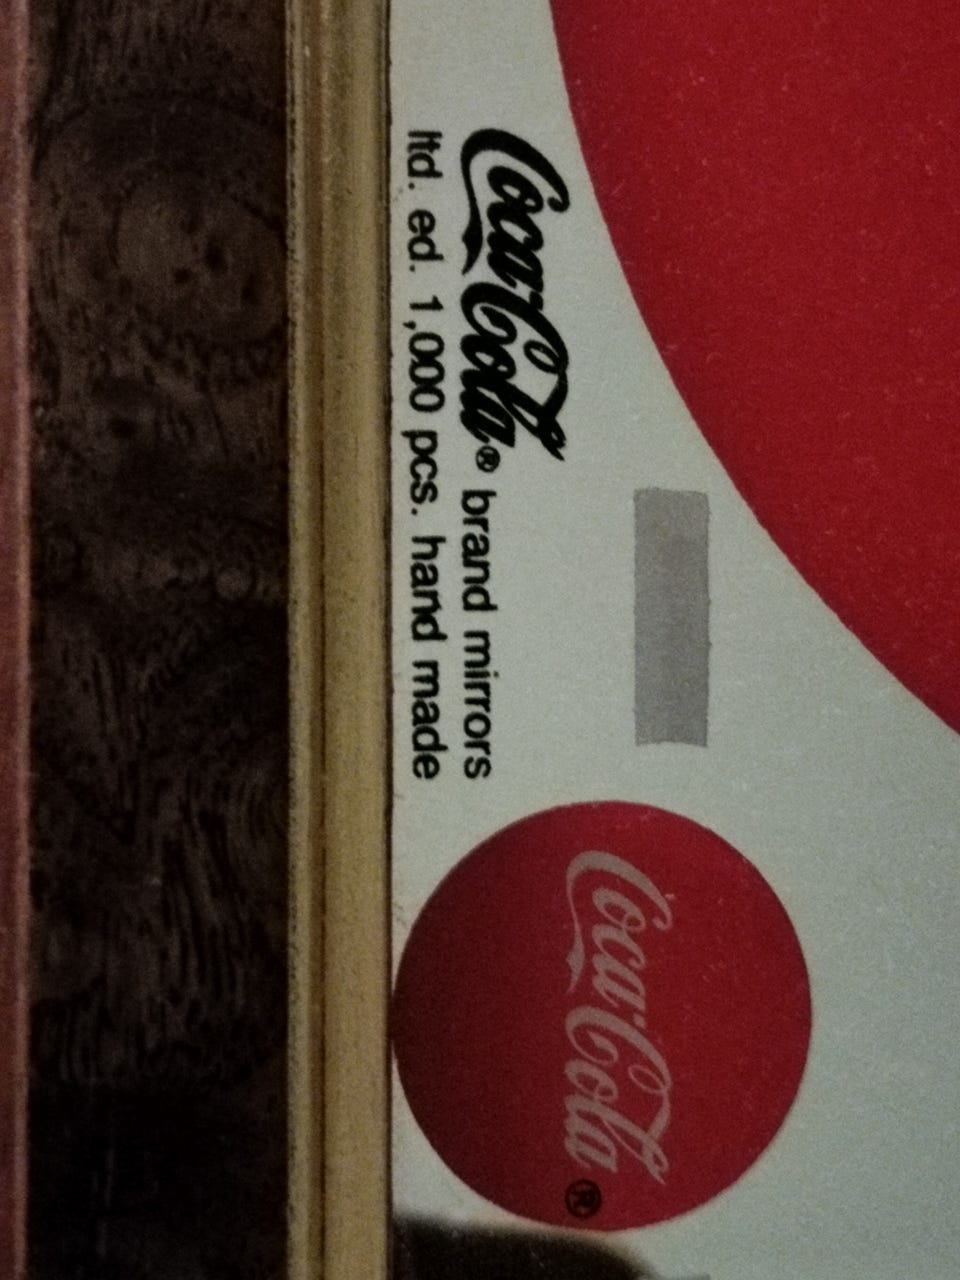 Coca-Cola® brand mirrors
ltd. ed. 1,000 pcs. hand made
Coca-Cola®